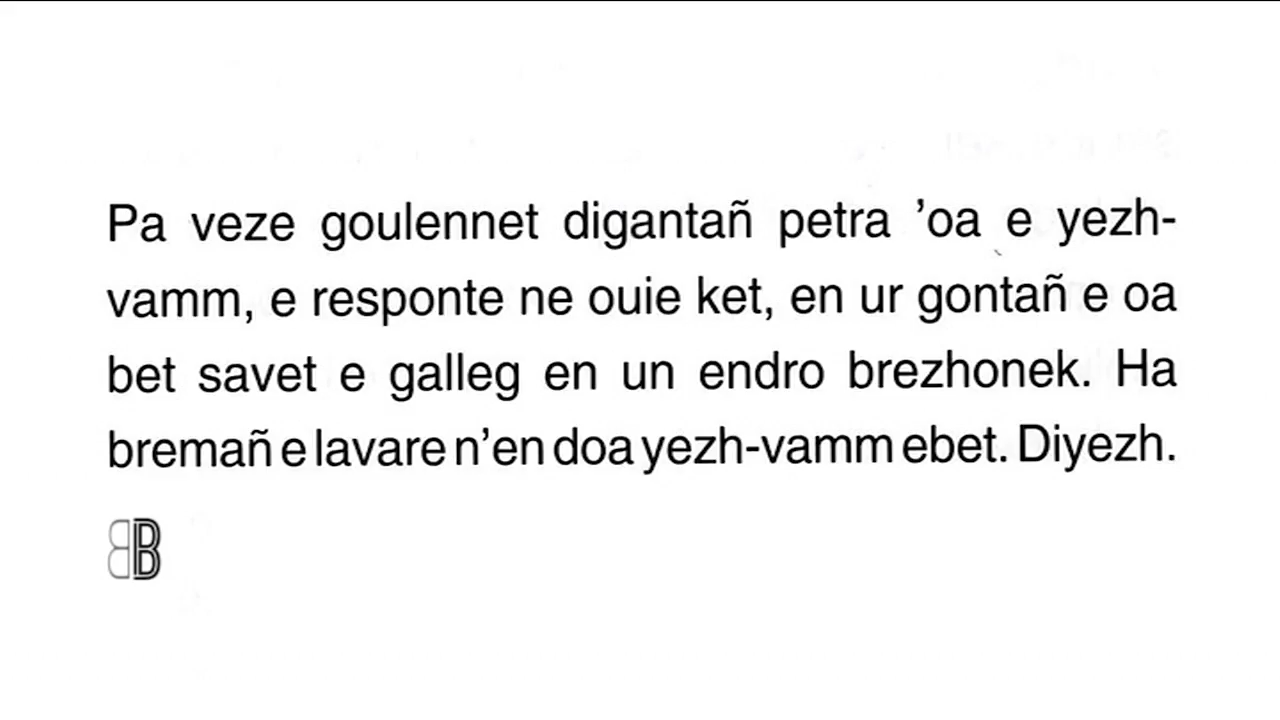 Pa veze goulennet digantañ petra ’oa e yezh-
vamm, e responte ne ouie ket, en ur gontañ e oa
bet savet e galleg en un endro brezhonek. Ha
bremañ e lavare n’en doa yezh-vamm ebet. Diyezh.
BB